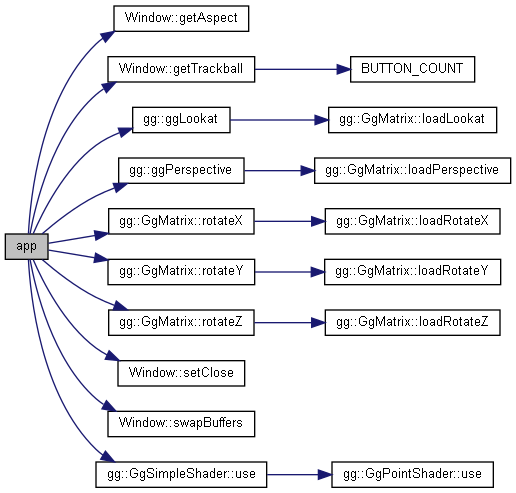 Window::getAspect
Window::getTrackball
BUTTON_COUNT
gg::ggLookat
gg::GgMatrix::loadLookat
gg::ggPerspective
gg::GgMatrix::loadPerspective
app
gg::GgMatrix::rotateX
gg::GgMatrix::loadRotateX
gg::GgMatrix::rotateY
gg::GgMatrix::loadRotateY
gg::GgMatrix::rotateZ
gg::GgMatrix::loadRotateZ
Window::setClose
Window::swapBuffers
gg::GgSimpleShader::use
gg::GgPointShader::use